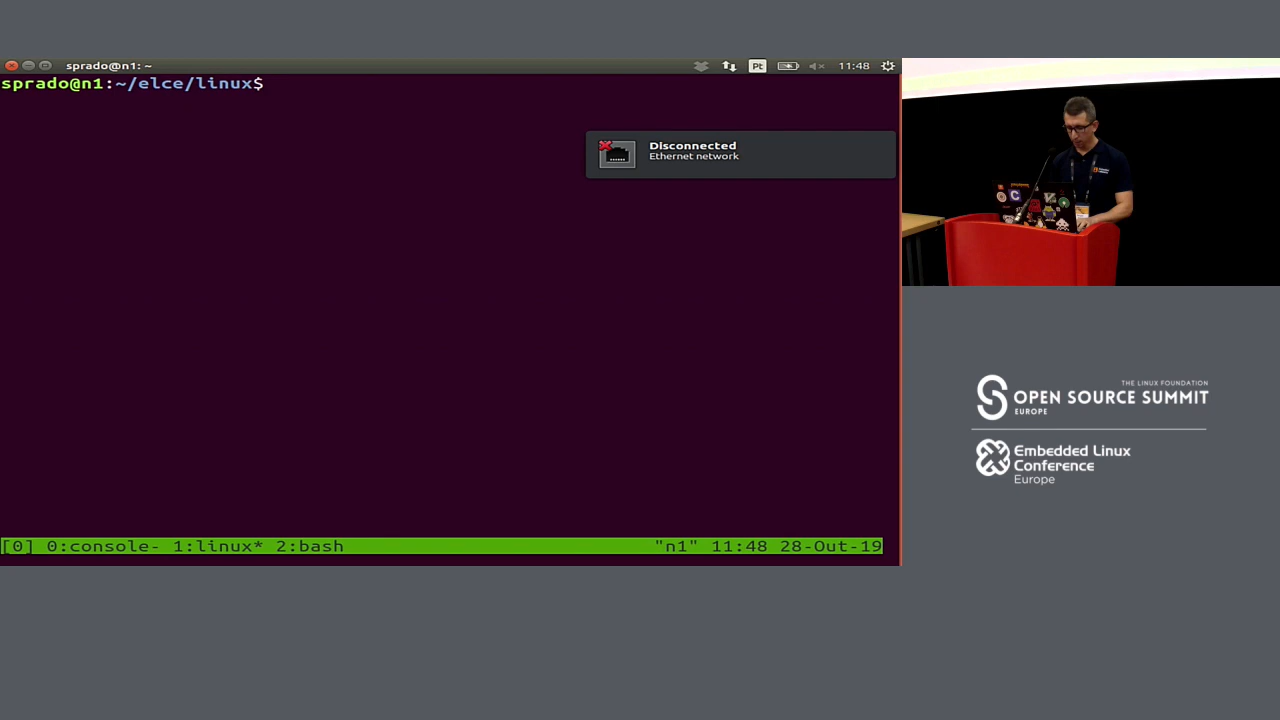 sprado@n1: ~
Pt
11:48
sprado@n1:~/elce/linux$
Disconnected
Ethernet network
[0] 0:console- 1:linux* 2:bash
"n1" 11:48 28-Out-19
THE LINUX FOUNDATION
OPEN SOURCE SUMMIT
EUROPE
Embedded Linux
Conference
Europe